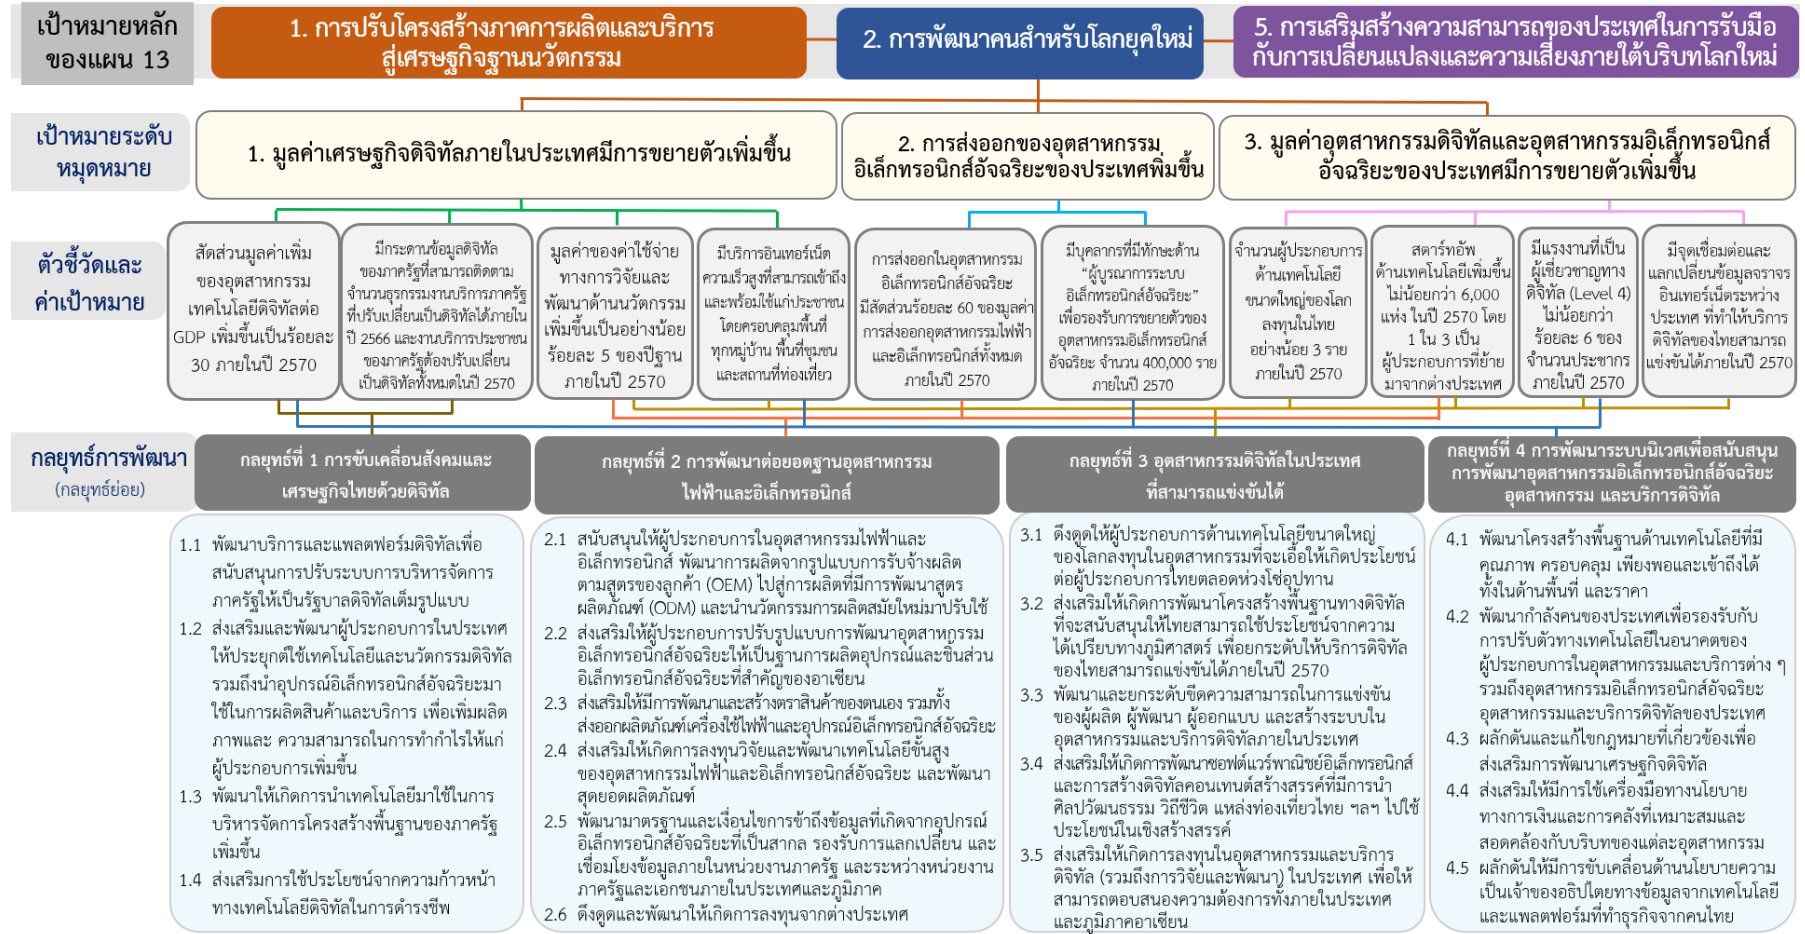 เป้าหมายหลัก
ของแผน 13
1. การปรับโครงสร้างภาคการผลิตและบริการ
สู่เศรษฐกิจฐานนวัตกรรม
2. การพัฒนาคนสำหรับโลกยุคใหม่
5. การเสริมสร้างความสามารถของประเทศในการรับมือ
กับการเปลี่ยนแปลงและความเสี่ยงภายใต้บริบทโลกใหม่
เป้าหมายระดับ
หมุดหมาย
1. มูลค่าเศรษฐกิจดิจิทัลภายในประเทศมีการขยายตัวเพิ่มขึ้น
2. การส่งออกของอุตสาหกรรม
อิเล็กทรอนิกส์อัจฉริยะของประเทศพิ่มขึ้น
3. มูลค่าอุตสาหกรรมดิจิทัลและอุตสาหกรรมอิเล็กทรอนิกส์
อัจฉริยะของประเทศมีการขยายตัวเพิ่มขึ้น
ตัวชี้วัดและ
ค่าเป้าหมาย
สัดส่วนมูลค่าเพิ่ม
ของอุตสาหกรรม
เทคโนโลยีดิจิทัลต่อ
GDP เพิ่มขึ้นเป็นร้อยละ
30 ภายในปี 2570
มีกระดานข้อมูลดิจิทัล
ของภาครัฐที่สามารถติดตาม
จำนวนธุรกรรมงานบริการภาครัฐ
ที่ปรับเปลี่ยนเป็นดิจิทัลได้ภายใน
ปี 2566 และงานบริการประชาชน
ของภาครัฐต้องปรับเปลี่ยน
เป็นดิจิทัลทั้งหมดในปี 2570
มูลค่าของค่าใช้จ่าย
ทางการวิจัยและ
พัฒนาด้านนวัตกรรม
เพิ่มขึ้นเป็นอย่างน้อย
ร้อยละ 5 ของปีฐาน
ภายในปี 2570
มีบริการอินเทอร์เน็ต
ความเร็วสูงที่สามารถเข้าถึง
และพร้อมใช้แก่ประชาชน
โดยครอบคลุมพื้นที่
ทุกหมู่บ้าน พื้นที่ชุมชน
และสถานที่ท่องเที่ยว
การส่งออกในอุตสาหกรรม
อิเล็กทรอนิกส์อัจฉริยะ
มีสัดส่วนร้อยละ 60 ของมูลค่า
การส่งออกอุตสาหกรรมไฟฟ้า
และอิเล็กทรอนิกส์ทั้งหมด
ภายในปี 2570
มีบุคลากรที่มีทักษะด้าน
“ผู้บูรณาการระบบ
อิเล็กทรอนิกส์อัจฉริยะ”
เพื่อรองรับการขยายตัวของ
อุตสาหกรรมอิเล็กทรอนิกส์
อัจฉริยะ จำนวน 400,000 ราย
ภายในปี 2570
จำนวนผู้ประกอบการ
ด้านเทคโนโลยี
ขนาดใหญ่ของโลก
ลงทุนในไทย
อย่างน้อย 3 ราย
ภายในปี 2570
สตาร์ทอัพ
ด้านเทคโนโลยีเพิ่มขึ้น
ไม่น้อยกว่า 6,000
แห่ง ในปี 2570 โดย
1 ใน 3 เป็น
ผู้ประกอบการที่ย้าย
มาจากต่างประเทศ
มีแรงงานที่เป็น
ผู้เชี่ยวชาญทาง
ดิจิทัล (Level 4)
ไม่น้อยกว่า
ร้อยละ 6 ของ
จำนวนประชากร
ภายในปี 2570
มีจุดเชื่อมต่อและ
แลกเปลี่ยนข้อมูลจราจร
อินเทอร์เน็ตระหว่าง
ประเทศ ที่ทำให้บริการ
ดิจิทัลของไทยสามารถ
แข่งขันได้ภายในปี 2570
กลยุทธ์การพัฒนา
(กลยุทธ์ย่อย)
กลยุทธ์ที่ 1 การขับเคลื่อนสังคมและ
เศรษฐกิจไทยด้วยดิจิทัล
กลยุทธ์ที่ 2 การพัฒนาต่อยอดฐานอุตสาหกรรม
ไฟฟ้าและอิเล็กทรอนิกส์
กลยุทธ์ที่ 3 อุตสาหกรรมดิจิทัลในประเทศ
ที่สามารถแข่งขันได้
กลยุทธ์ที่ 4 การพัฒนาระบบนิเวศเพื่อสนับสนุน
การพัฒนาอุตสาหกรรมอิเล็กทรอนิกส์อัจฉริยะ
อุตสาหกรรม และบริการดิจิทัล
1.1 พัฒนาบริการและแพลตฟอร์มดิจิทัลเพื่อ
สนับสนุนการปรับระบบการบริหารจัดการ
ภาครัฐให้เป็นรัฐบาลดิจิทัลเต็มรูปแบบ
1.2 ส่งเสริมและพัฒนาผู้ประกอบการในประเทศ
ให้ประยุกต์ใช้เทคโนโลยีและนวัตกรรมดิจิทัล
รวมถึงนำอุปกรณ์อิเล็กทรอนิกส์อัจฉริยะมา
ใช้ในการผลิตสินค้าและบริการ เพื่อเพิ่มผลิต
ภาพและ ความสามารถในการทำกำไรให้แก่
ผู้ประกอบการเพิ่มขึ้น
1.3 พัฒนาให้เกิดการนำเทคโนโลยีมาใช้ในการ
บริหารจัดการโครงสร้างพื้นฐานของภาครัฐ
เพิ่มขึ้น
1.4 ส่งเสริมการใช้ประโยชน์จากความก้าวหน้า
ทางเทคโนโลยีดิจิทัลในการดำรงชีพ
2.1 สนับสนุนให้ผู้ประกอบการในอุตสาหกรรมไฟฟ้าและ
อิเล็กทรอนิกส์ พัฒนาการผลิตจากรูปแบบการรับจ้างผลิต
ตามสูตรของลูกค้า (OEM) ไปสู่การผลิตที่มีการพัฒนาสูตร
ผลิตภัณฑ์ (ODM) และนำนวัตกรรมการผลิตสมัยใหม่มาปรับใช้
2.2 ส่งเสริมให้ผู้ประกอบการปรับรูปแบบการพัฒนาอุตสาหกรรม
อิเล็กทรอนิกส์อัจฉริยะให้เป็นฐานการผลิตอุปกรณ์และชิ้นส่วน
อิเล็กทรอนิกส์อัจฉริยะที่สำคัญของอาเซียน
2.3 ส่งเสริมให้มีการพัฒนาและสร้างตราสินค้าของตนเอง รวมทั้ง
ส่งออกผลิตภัณฑ์เครื่องใช้ไฟฟ้าและอุปกรณ์อิเล็กทรอนิกส์อัจฉริยะ
2.4 ส่งเสริมให้เกิดการลงทุนวิจัยและพัฒนาเทคโนโลยีขั้นสูง
ของอุตสาหกรรมไฟฟ้าและอิเล็กทรอนิกส์อัจฉริยะ และพัฒนา
สุดยอดผลิตภัณฑ์
2.5 พัฒนามาตรฐานและเงื่อนไขการเข้าถึงข้อมูลที่เกิดจากอุปกรณ์
อิเล็กทรอนิกส์อัจฉริยะที่เป็นสากล รองรับการแลกเปลี่ยน และ
เชื่อมโยงข้อมูลภายในหน่วยงานภาครัฐ และระหว่างหน่วยงาน
ภาครัฐและเอกชนภายในประเทศและภูมิภาค
2.6 ดึงดูดและพัฒนาให้เกิดการลงทุนจากต่างประเทศ
3.1 ดึงดูดให้ผู้ประกอบการด้านเทคโนโลยีขนาดใหญ่
ของโลกลงทุนในอุตสาหกรรมที่จะเอื้อให้เกิดประโยชน์
ต่อผู้ประกอบการไทยตลอดห่วงโซ่อุปทาน
3.2 ส่งเสริมให้เกิดการพัฒนาโครงสร้างพื้นฐานทางดิจิทัล
ที่จะสนับสนุนให้ไทยสามารถใช้ประโยชน์จากความ
ได้เปรียบทางภูมิศาสตร์ เพื่อยกระดับให้บริการดิจิทัล
ของไทยสามารถแข่งขันได้ภายในปี 2570
3.3 พัฒนาและยกระดับขีดความสามารถในการแข่งขัน
ของผู้ผลิต ผู้พัฒนา ผู้ออกแบบ และสร้างระบบใน
อุตสาหกรรมและบริการดิจิทัลภายในประเทศ
3.4 ส่งเสริมให้เกิดการพัฒนาซอฟต์แวร์พาณิชย์อิเล็กทรอนิกส์
และการสร้างดิจิทัลคอนเทนต์สร้างสรรค์ที่มีการนำ
ศิลปวัฒนธรรม วิถีชีวิต แหล่งท่องเที่ยวไทย ฯลฯ ไปใช้
ประโยชน์ในเชิงสร้างสรรค์
3.5 ส่งเสริมให้เกิดการลงทุนในอุตสาหกรรมและบริการ
ดิจิทัล (รวมถึงการวิจัยและพัฒนา) ในประเทศ เพื่อให้
สามารถตอบสนองความต้องการทั้งภายในประเทศ
และภูมิภาคอาเซียน
4.1 พัฒนาโครงสร้างพื้นฐานด้านเทคโนโลยีที่มี
คุณภาพ ครอบคลุม เพียงพอและเข้าถึงได้
ทั้งในด้านพื้นที่ และราคา
4.2 พัฒนากำลังคนของประเทศเพื่อรองรับกับ
การปรับตัวทางเทคโนโลยีในอนาคตของ
ผู้ประกอบการในอุตสาหกรรมและบริการต่าง ๆ
รวมถึงอุตสาหกรรมอิเล็กทรอนิกส์อัจฉริยะ
อุตสาหกรรมและบริการดิจิทัลของประเทศ
4.3 ผลักดันและแก้ไขกฎหมายที่เกี่ยวข้องเพื่อ
ส่งเสริมการพัฒนาเศรษฐกิจดิจิทัล
4.4 ส่งเสริมให้มีการใช้เครื่องมือทางนโยบาย
ทางการเงินและการคลังที่เหมาะสมและ
สอดคล้องกับบริบทของแต่ละอุตสาหกรรม
4.5 ผลักดันให้มีการขับเคลื่อนด้านนโยบายความ
เป็นเจ้าของอธิปไตยทางข้อมูลจากเทคโนโลยี
และแพลตฟอร์มที่ทำธุรกิจจากคนไทย